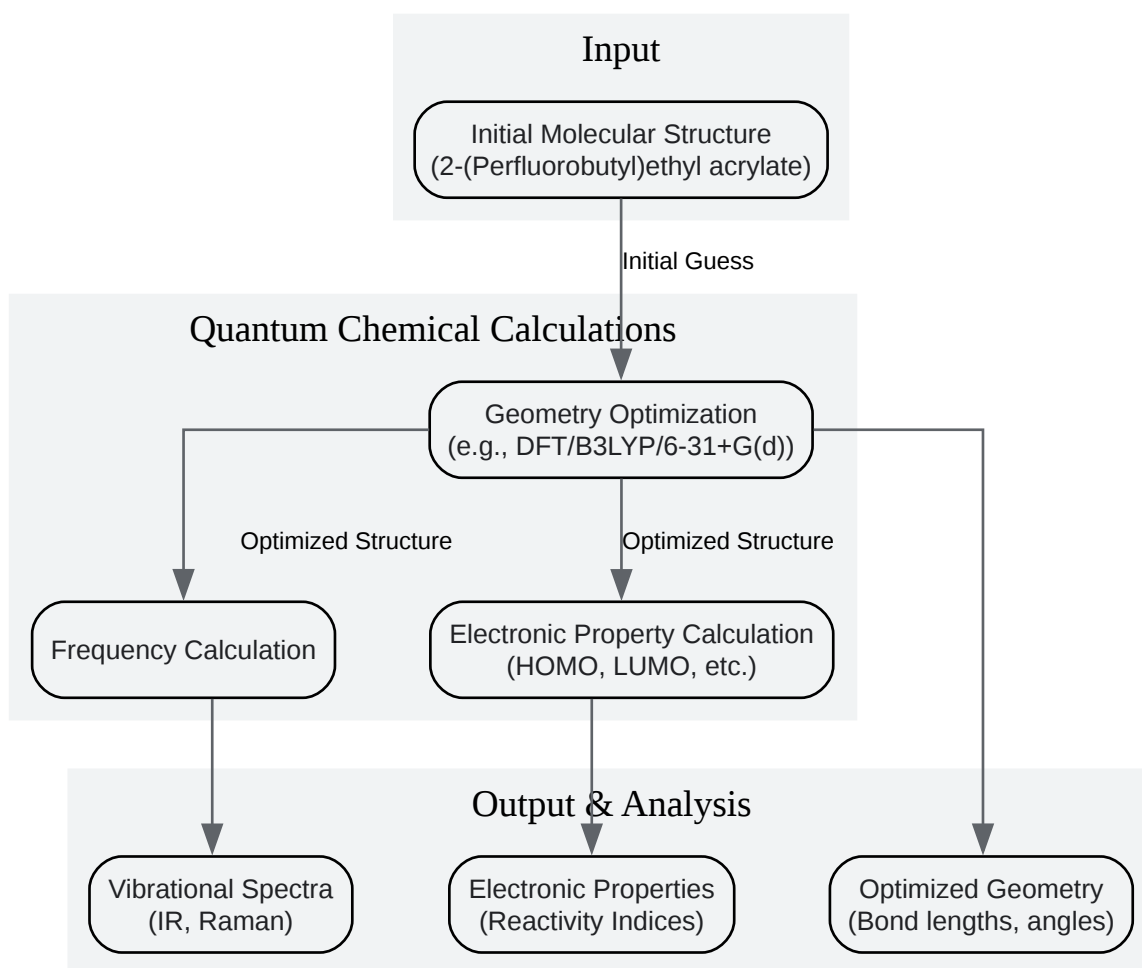 Input
Initial Molecular Structure
(2-(Perfluorobutyl)ethyl acrylate)
Initial Guess
Quantum Chemical Calculations
Geometry Optimization
(e.g., DFT/B3LYP/6-31+G(d))
Optimized Structure
Optimized Structure
Frequency Calculation
Electronic Property Calculation
(HOMO, LUMO, etc.)
Output & Analysis
Vibrational Spectra
(IR, Raman)
Electronic Properties
(Reactivity Indices)
Optimized Geometry
(Bond lengths, angles)